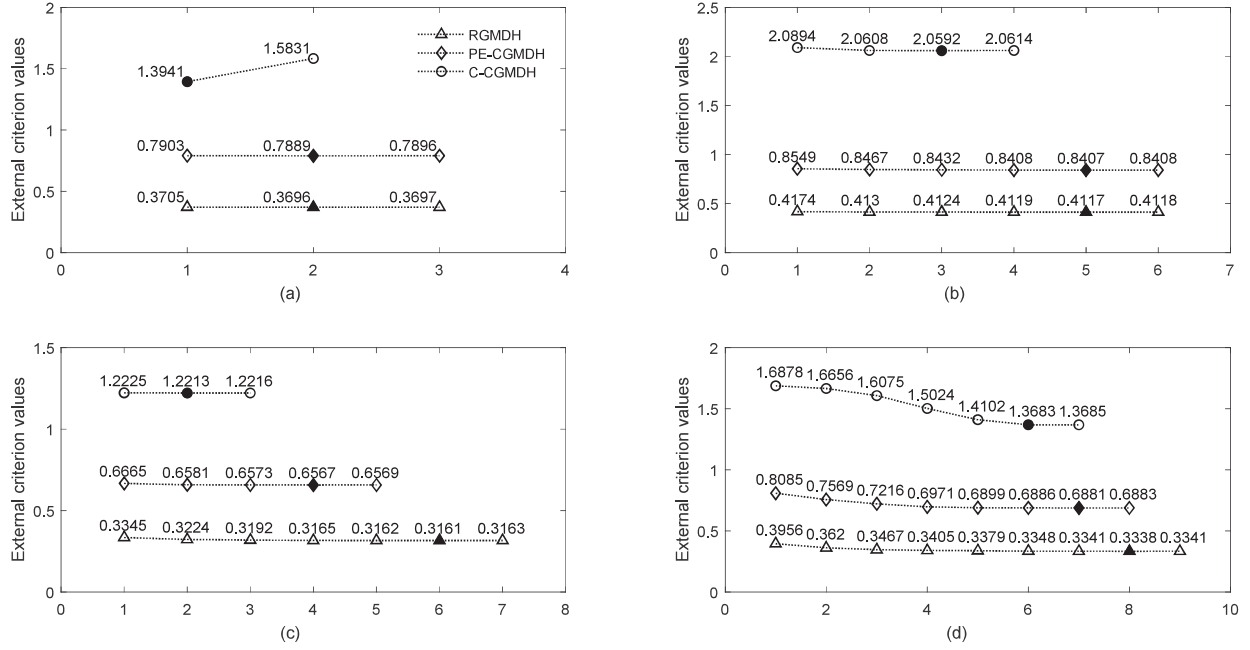 2
1.5
1
0.5
0
External criterion values
1.3941
1.5831
0.7903 0.7889 0.7896
0.3705 0.3696 0.3697
RGMDH
PE-CGMDH
C-CGMDH
0 1 2 3 4
(a)
2.5
2
1.5
1
0.5
0
External criterion values
2.0894 2.0608 2.0592 2.0614
0.8549 0.8467 0.8432 0.8408 0.8407 0.8408
0.4174 0.413 0.4124 0.4119 0.4117 0.4118
0 1 2 3 4 5 6 7
(b)
1.5
1
0.5
0
External criterion values
1.2225 1.2213 1.2216
0.6665 0.6581 0.6573 0.6567 0.6569
0.3345 0.3224 0.3192 0.3165 0.3162 0.3161 0.3163
0 1 2 3 4 5 6 7 8
(c)
2
1.5
1
0.5
0
External criterion values
1.6878 1.6656 1.6075 1.5024 1.4102 1.3683 1.3685
0.8085 0.7569 0.7216 0.6971 0.6899 0.6886 0.6881 0.6883
0.3956 0.362 0.3467 0.3405 0.3379 0.3348 0.3341 0.3338 0.3341
0 2 4 6 8 10
(d)